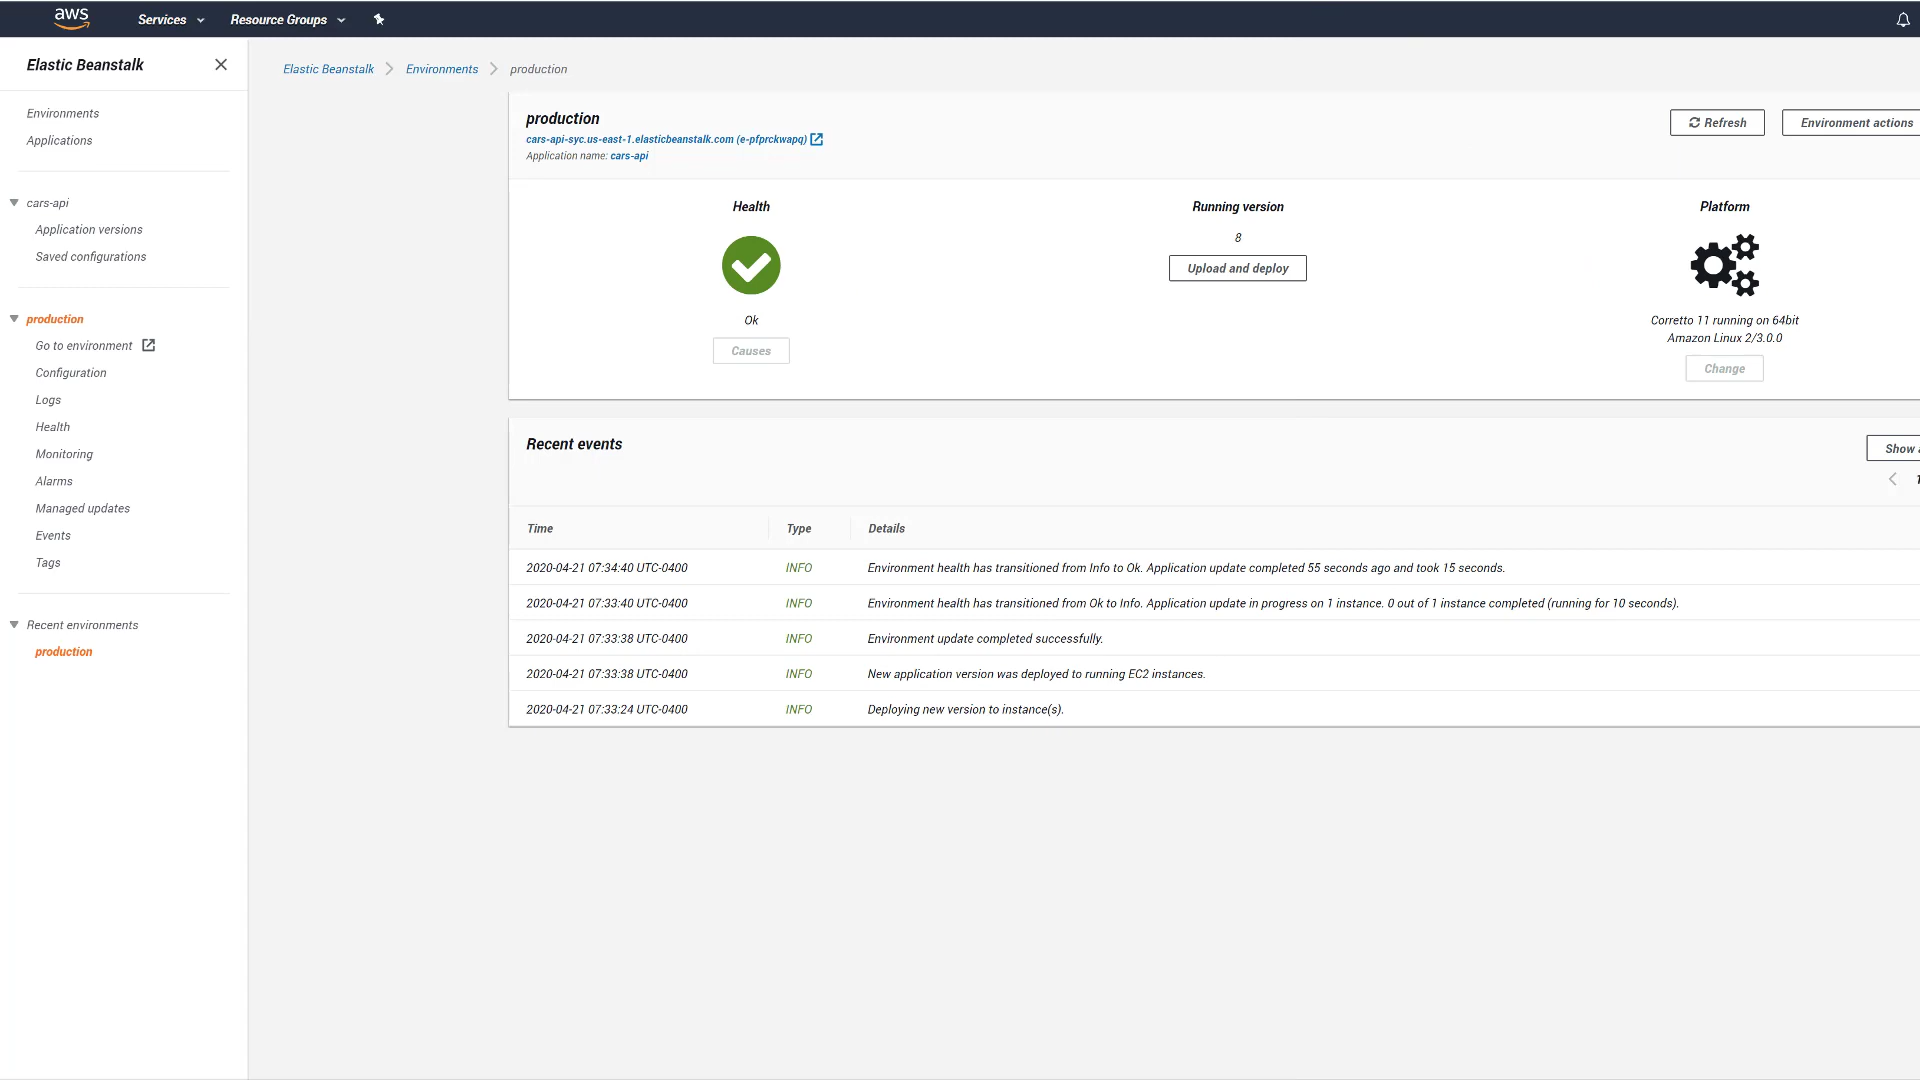 aws Services Resource Groups
Elastic Beanstalk
Elastic Beanstalk Environments production
Environments
Applications
cars-api
Application versions
Saved configurations
production
Go to environment
Configuration
Logs
Health
Monitoring
Alarms
Managed updates
Events
Tags
Recent environments
production
production
cars-api-syc.us-east-1.elasticbeanstalk.com (e-pfprckwapq)
Application name: cars-api
Refresh
Environment actions
Health
Ok
Causes
Running version
8
Upload and deploy
Platform
Corretto 11 running on 64bit
Amazon Linux 2/3.0.0
Change
Recent events
Show
Time Type Details
2020-04-21 07:34:40 UTC-0400 INFO Environment health has transitioned from Info to Ok. Application update completed 55 seconds ago and took 15 seconds.
2020-04-21 07:33:40 UTC-0400 INFO Environment health has transitioned from Ok to Info. Application update in progress on 1 instance. 0 out of 1 instance completed (running for 10 seconds).
2020-04-21 07:33:38 UTC-0400 INFO Environment update completed successfully.
2020-04-21 07:33:38 UTC-0400 INFO New application version was deployed to running EC2 instances.
2020-04-21 07:33:24 UTC-0400 INFO Deploying new version to instance(s).